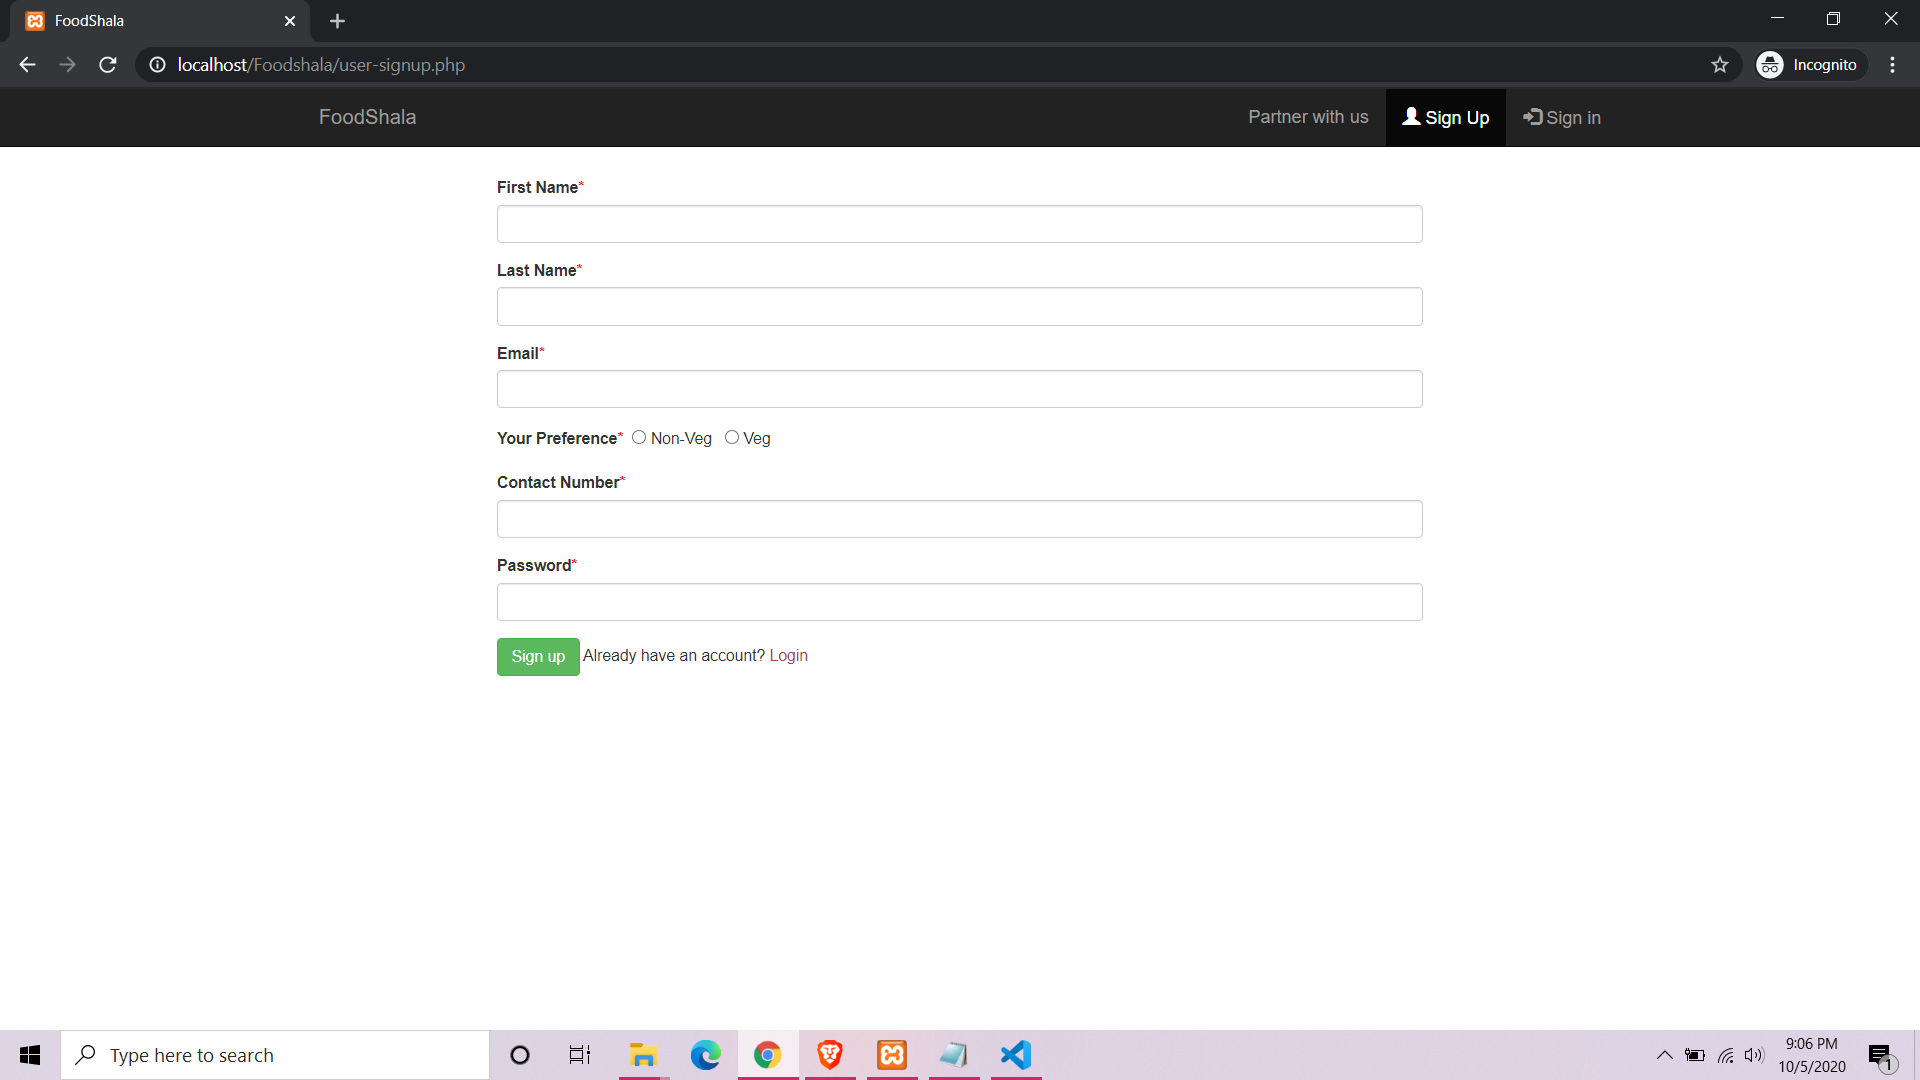 FoodShala
localhost/Foodshala/user-signup.php
Incognito
FoodShala
Partner with us
Sign Up
Sign in
First Name*
Last Name*
Email*
Your Preference* Non-Veg Veg
Contact Number*
Password*
Sign up Already have an account? Login
Type here to search
9:06 PM
10/5/2020
1